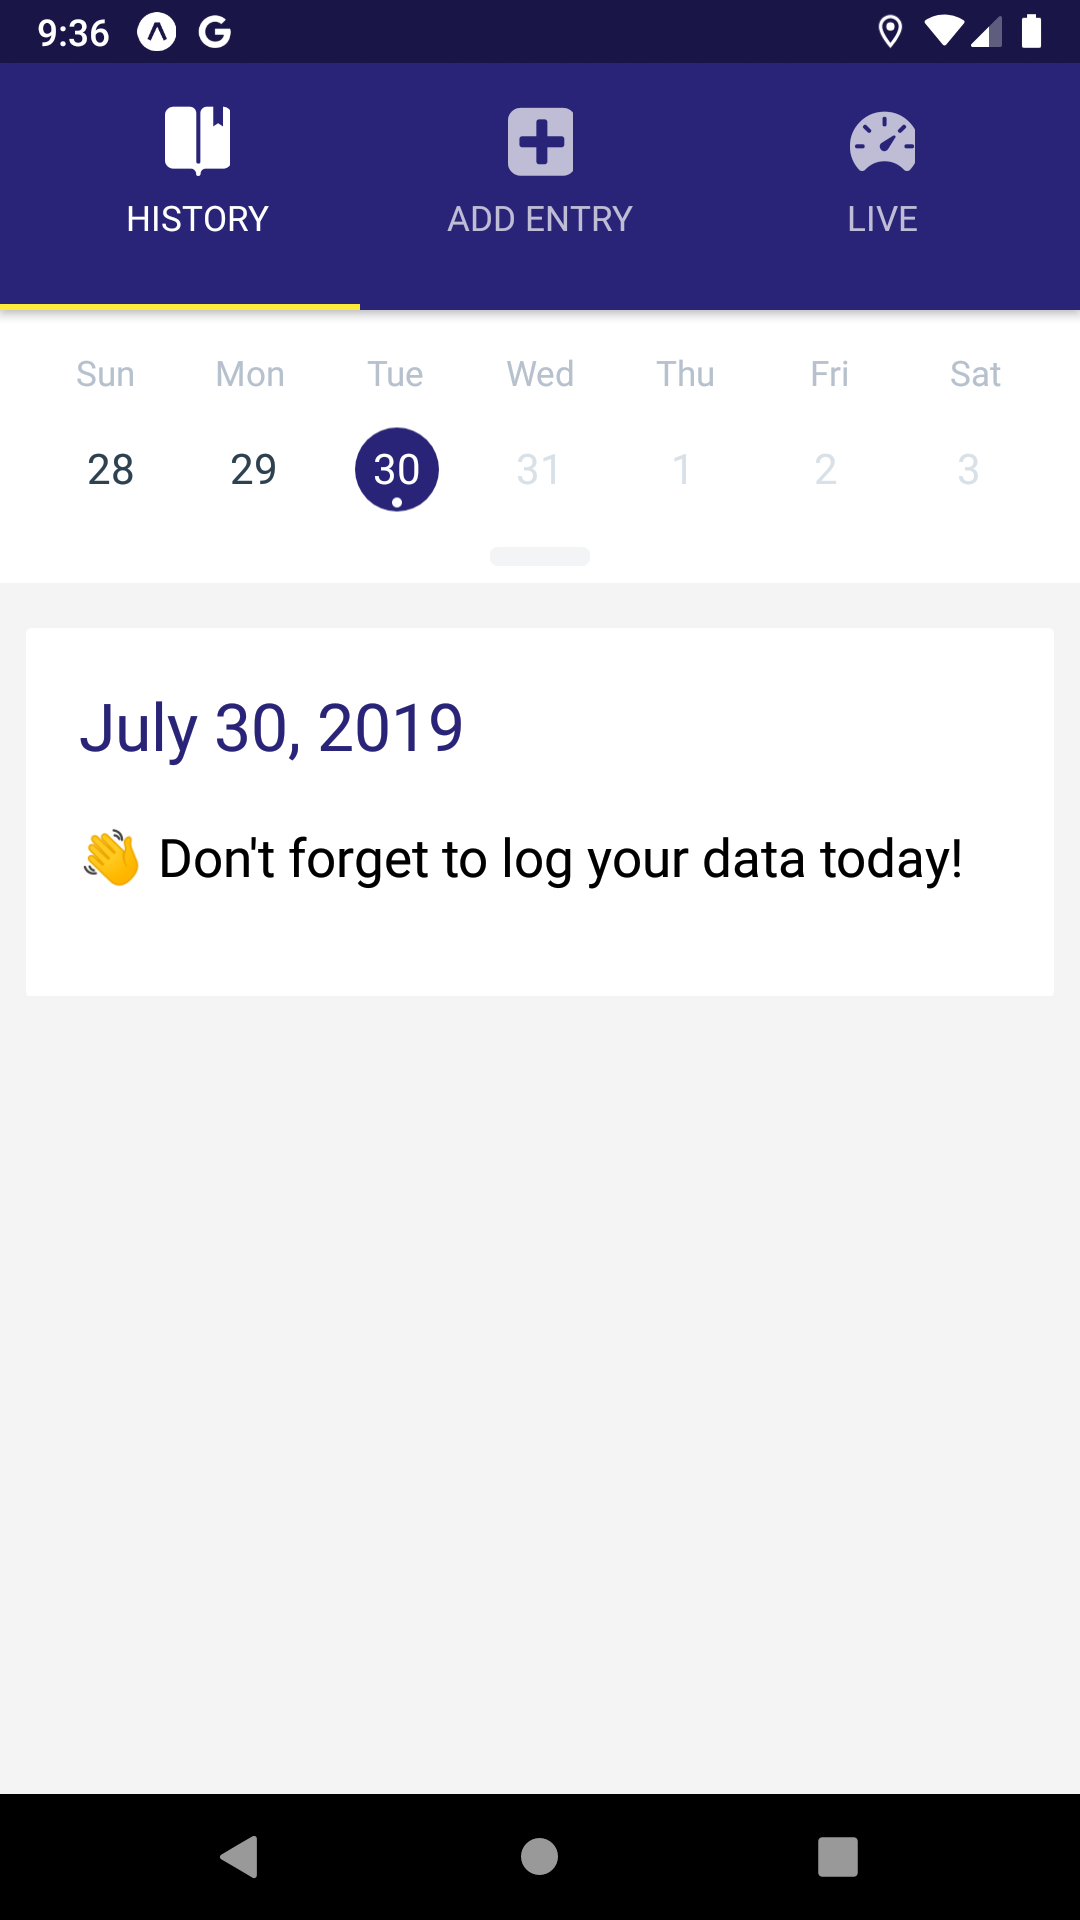 9:36
HISTORY ADD ENTRY LIVE
Sun Mon Tue Wed Thu Fri Sat
28 29 30 31 1 2 3
July 30, 2019
👋 Don't forget to log your data today!